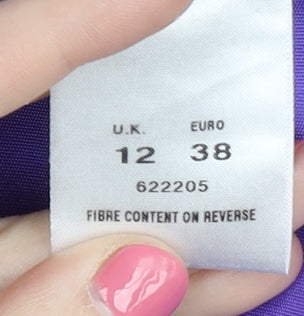 U.K. EURO
12 38
622205
FIBRE CONTENT ON REVERSE